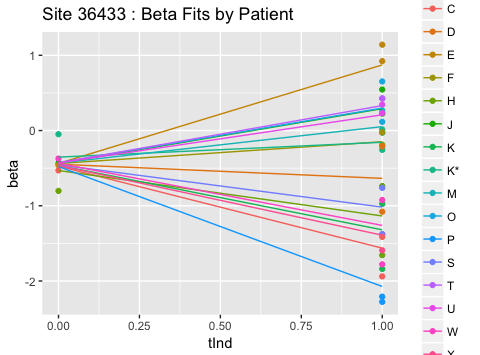 Site 36433 : Beta Fits by Patient
1
0
-1
-2
beta
0.00 0.25 0.50 0.75 1.00
tInd
C
D
E
F
H
J
K
K*
M
O
P
S
T
U
W